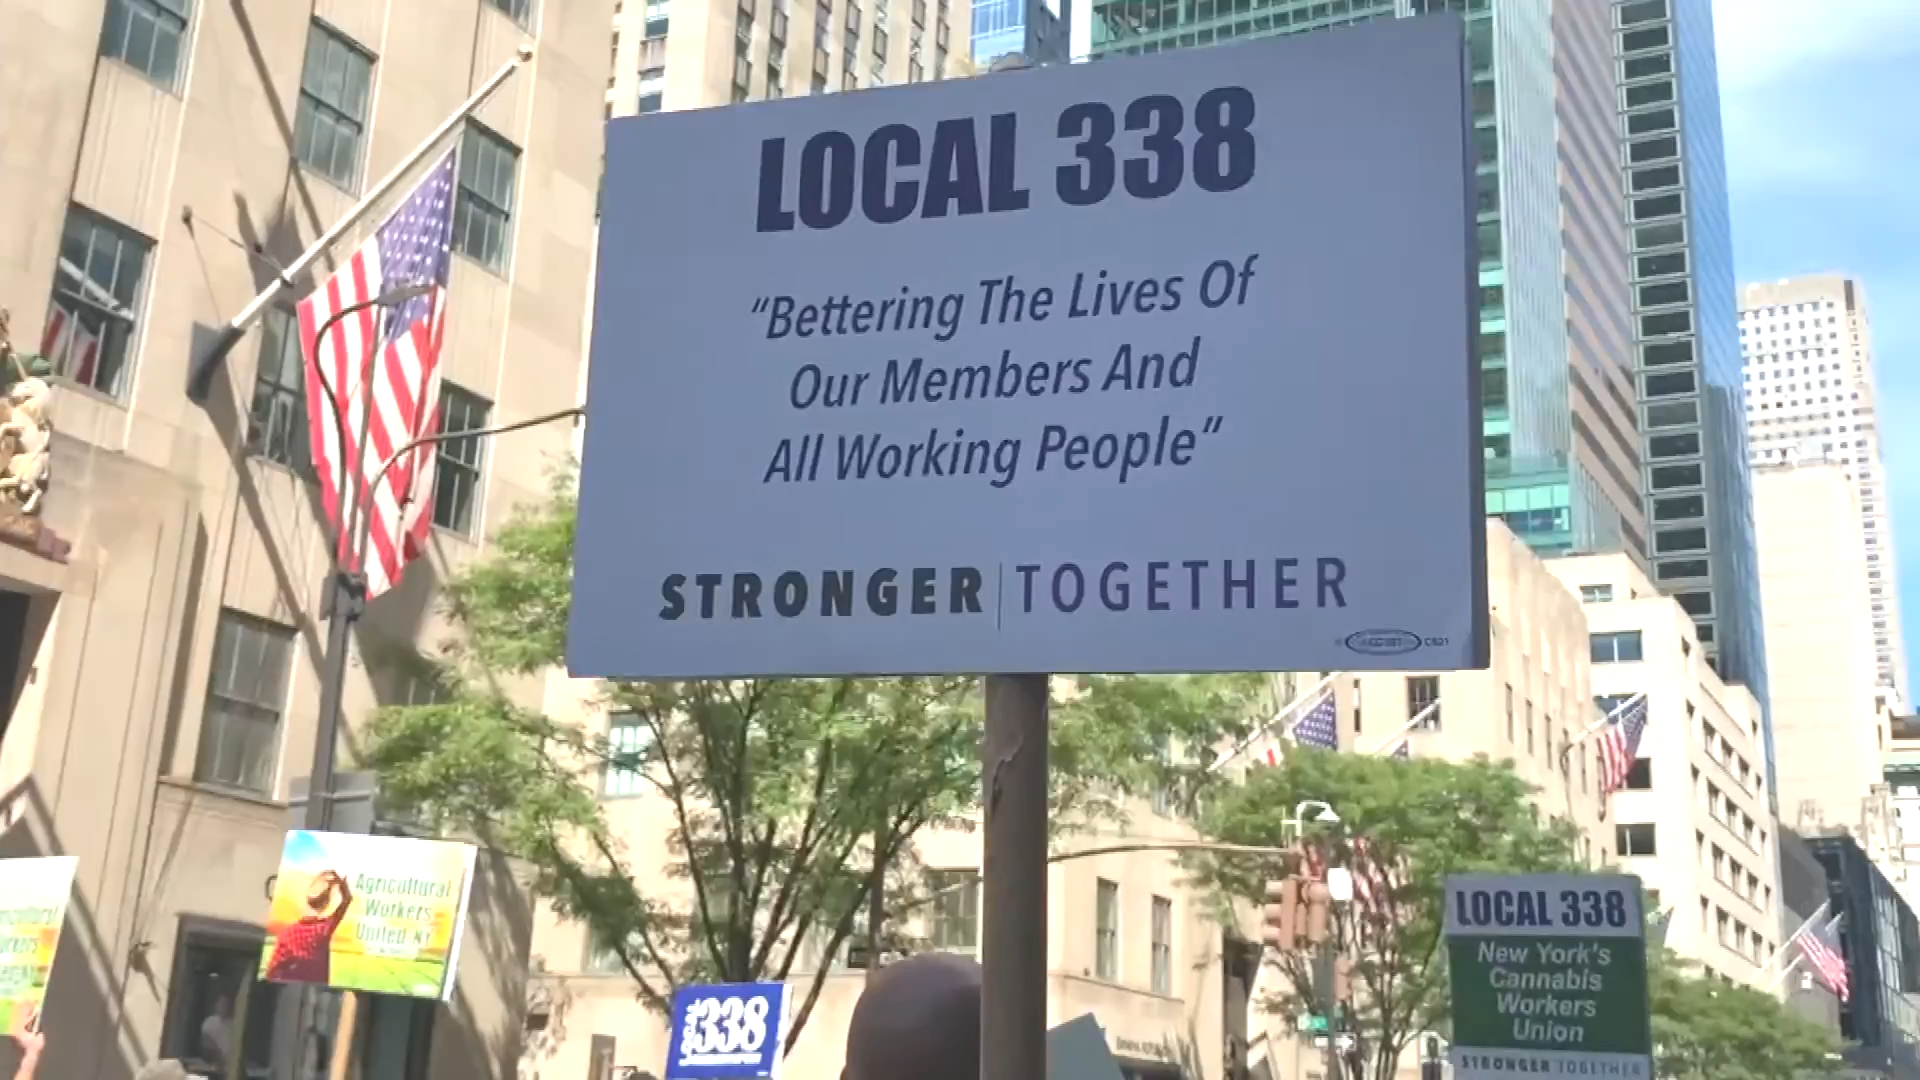 LOCAL 338
“Bettering The Lives Of
Our Members And
All Working People”
STRONGER | TOGETHER
Agricultural
Workers
United NY
338
LOCAL 338
New York's
Cannabis
Workers
Union
STRONGER TOGETHER